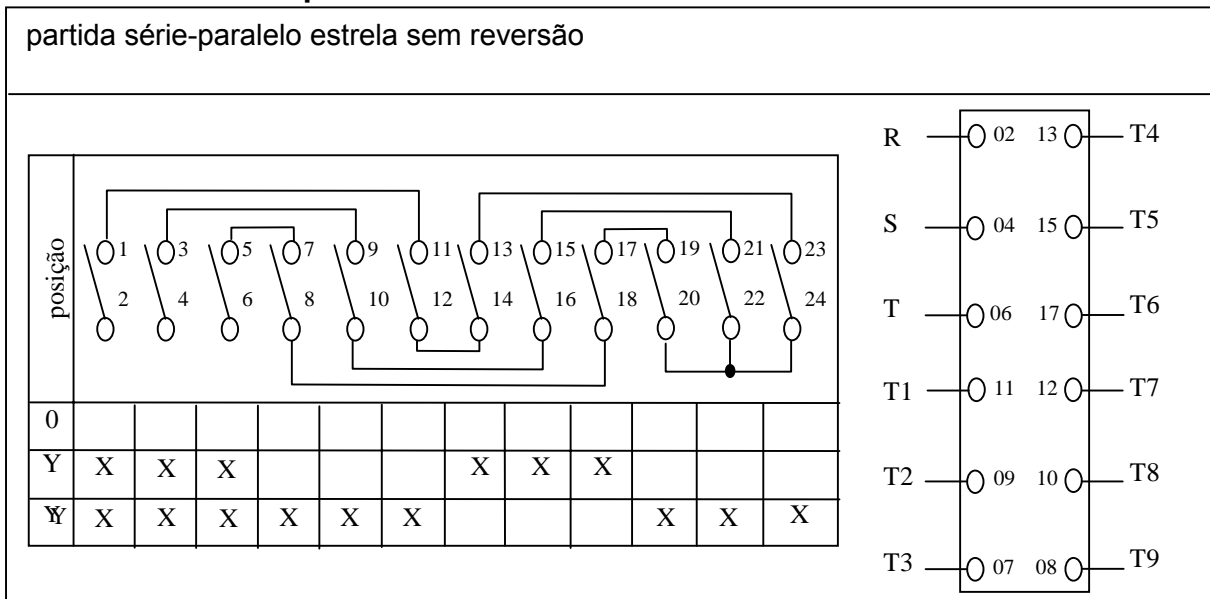 partida série-paralelo estrela sem reversão
posição
1 3 5 7 9 11 13 15 17 19 21 23
2 4 6 8 10 12 14 16 18 20 22 24
0
Y X X X X X X
YY X X X X X X X X X
R 02 13 T4
S 04 15 T5
T 06 17 T6
T1 11 12 T7
T2 09 10 T8
T3 07 08 T9